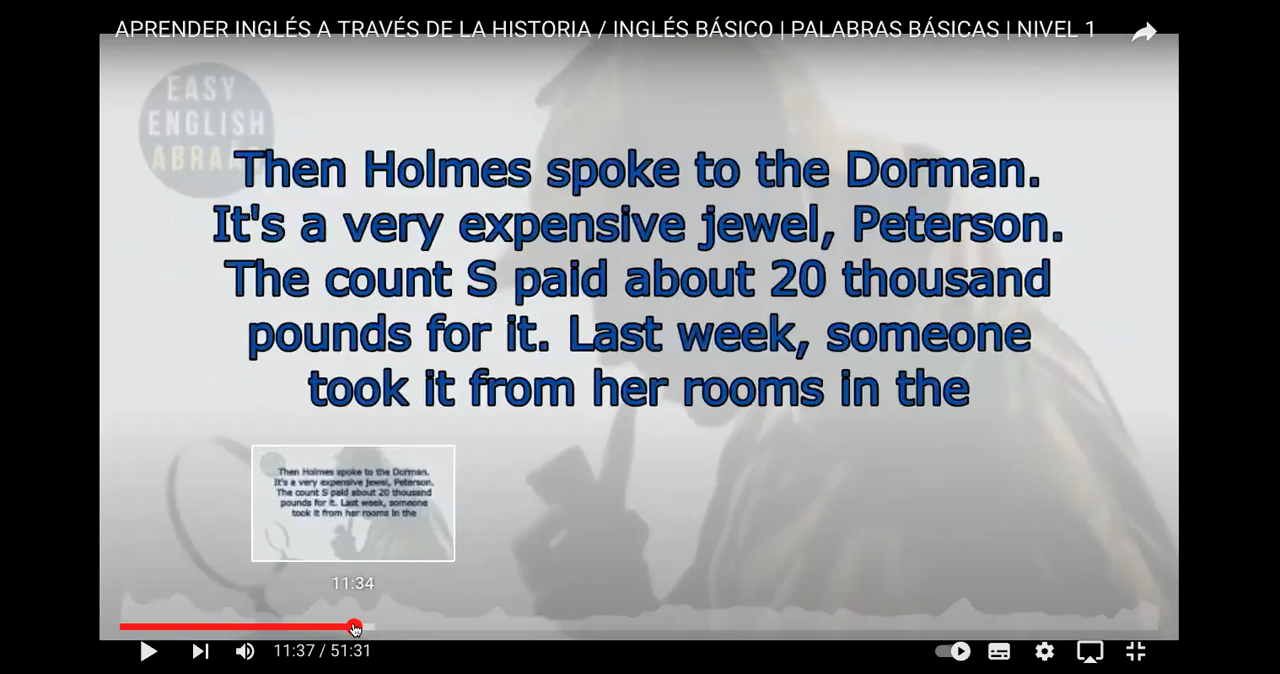 APRENDER INGLÉS A TRAVÉS DE LA HISTORIA / INGLÉS BÁSICO | PALABRAS BÁSICAS | NIVEL 1
EASY
ENGLISH
Then Holmes spoke to the Dorman.
It's a very expensive jewel, Peterson.
The count S paid about 20 thousand
pounds for it. Last week, someone
took it from her rooms in the
Then Holmes spoke to the Dorman.
It's a very expensive jewel, Peterson.
The count S paid about 20 thousand
pounds for it. Last week, someone
took it from her rooms in the
11:34
11:37 / 51:31